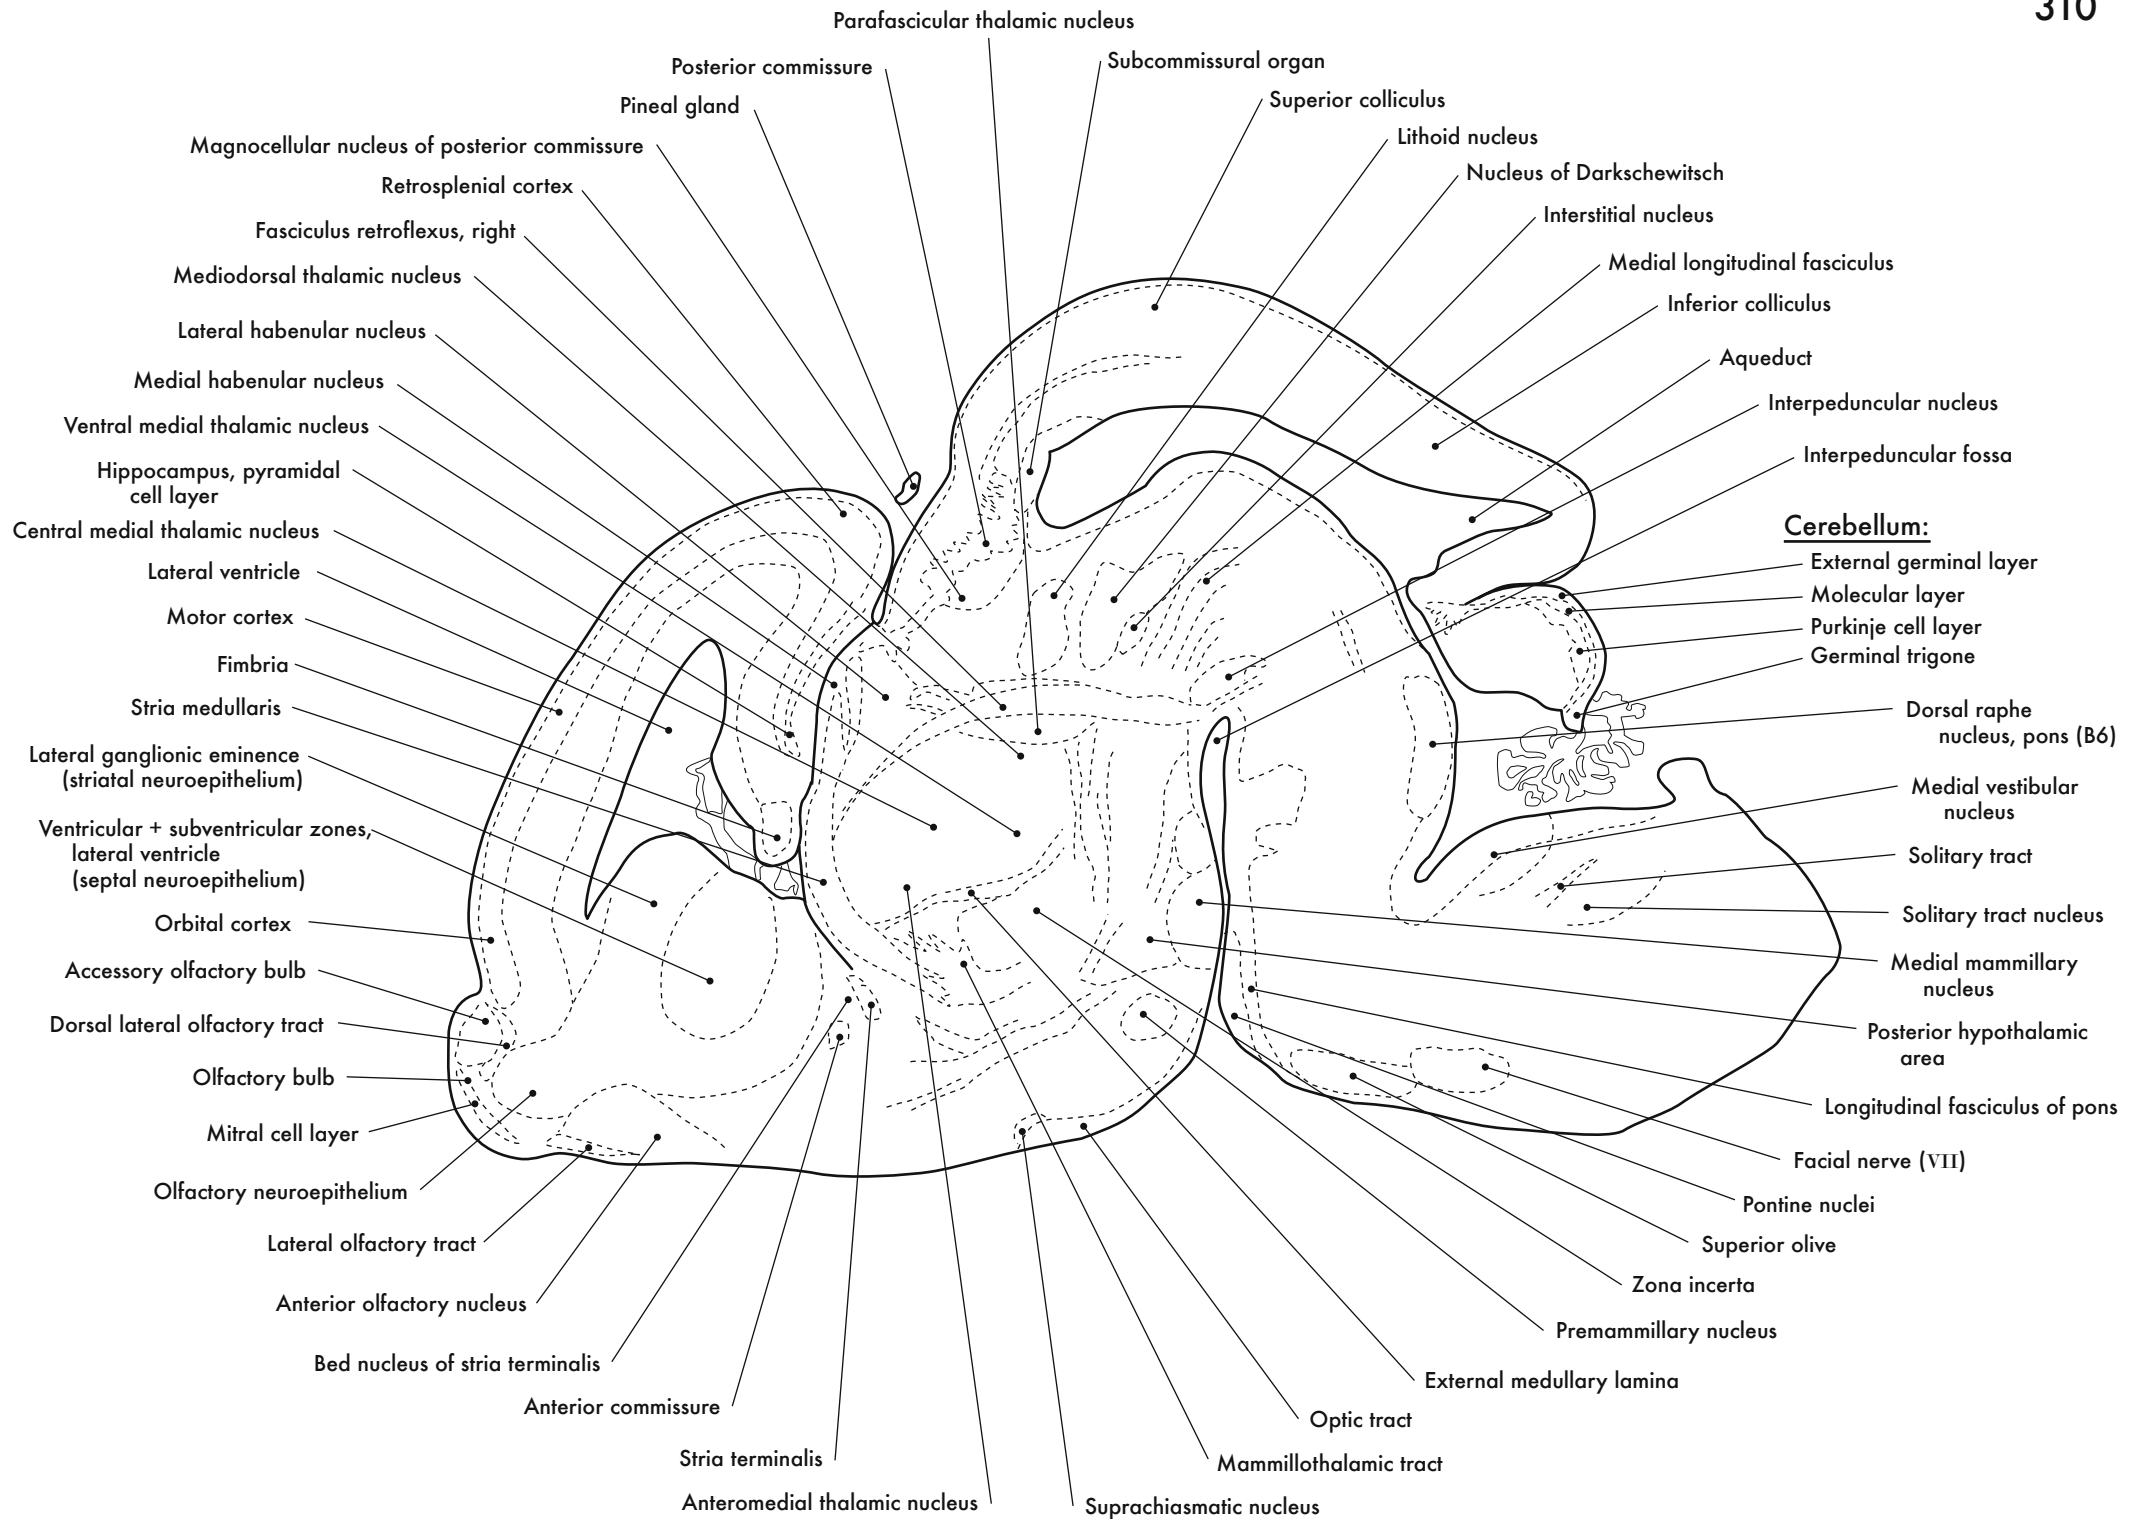 310
Parafascicular thalamic nucleus
Posterior commissure
Subcommissural organ
Pineal gland
Superior colliculus
Magnocellular nucleus of posterior commissure
Lithoid nucleus
Retrosplenial cortex
Nucleus of Darkschewitsch
Fasciculus retroflexus, right
Interstitial nucleus
Mediodorsal thalamic nucleus
Medial longitudinal fasciculus
Lateral habenular nucleus
Inferior colliculus
Medial habenular nucleus
Aqueduct
Ventral medial thalamic nucleus
Interpeduncular nucleus
Hippocampus, pyramidal
cell layer
Interpeduncular fossa
Central medial thalamic nucleus
Lateral ventricle
Motor cortex
Fimbria
Stria medullaris
Lateral ganglionic eminence
(striatal neuroepithelium)
Ventricular + subventricular zones,
lateral ventricle
(septal neuroepithelium)
Orbital cortex
Accessory olfactory bulb
Dorsal lateral olfactory tract
Olfactory bulb
Mitral cell layer
Olfactory neuroepithelium
Lateral olfactory tract
Anterior olfactory nucleus
Bed nucleus of stria terminalis
Anterior commissure
Stria terminalis
Anteromedial thalamic nucleus
Cerebellum:
External germinal layer
Molecular layer
Purkinje cell layer
Germinal trigone
Dorsal raphe
nucleus, pons (B6)
Medial vestibular
nucleus
Solitary tract
Solitary tract nucleus
Medial mammillary
nucleus
Posterior hypothalamic
area
Longitudinal fasciculus of pons
Facial nerve (VII)
Pontine nuclei
Superior olive
Zona incerta
Premammillary nucleus
External medullary lamina
Optic tract
Mammillothalamic tract
Suprachiasmatic nucleus